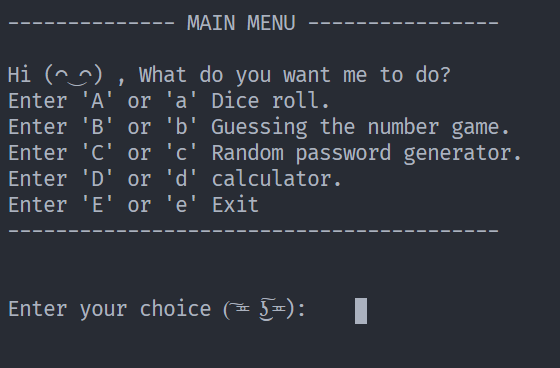 -------------- MAIN MENU ----------------
Hi (◠‿◠) , What do you want me to do?
Enter 'A' or 'a' Dice roll.
Enter 'B' or 'b' Guessing the number game.
Enter 'C' or 'c' Random password generator.
Enter 'D' or 'd' calculator.
Enter 'E' or 'e' Exit
-----------------------------------------
Enter your choice ( ͠≖ ͜ʖ͠≖):